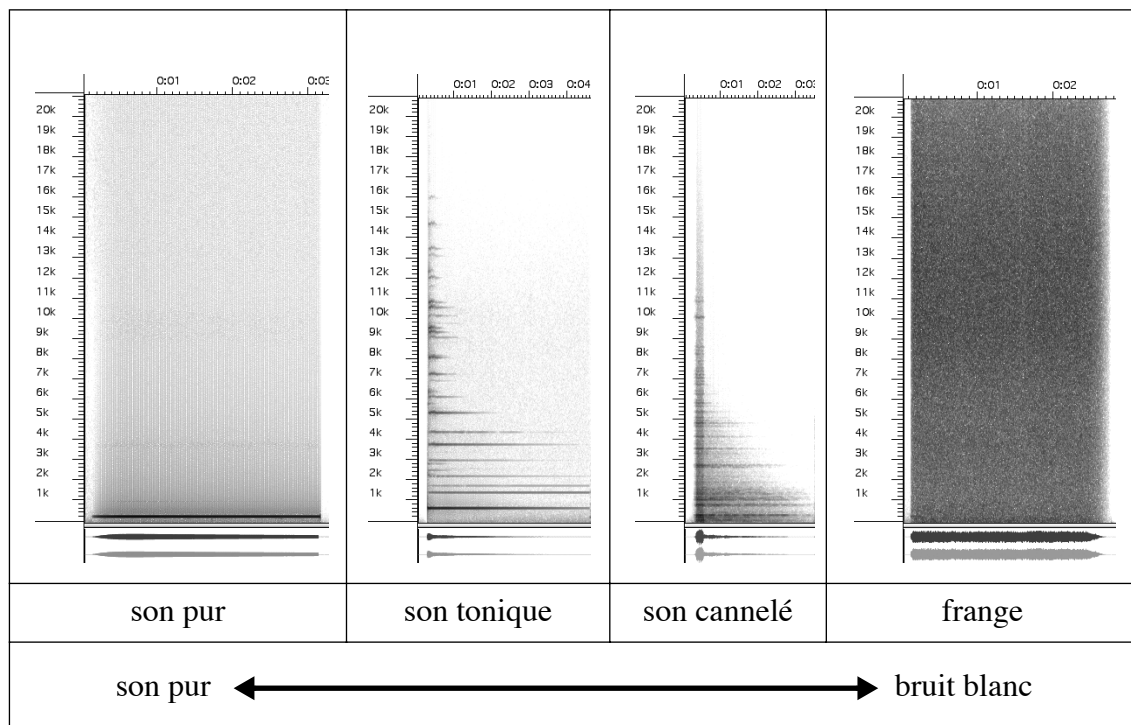 0:01 0:02 0:03
20k
19k
18k
17k
16k
15k
14k
13k
12k
11k
10k
9k
8k
7k
6k
5k
4k
3k
2k
1k
0:01 0:02 0:03 0:04
20k
19k
18k
17k
16k
15k
14k
13k
12k
11k
10k
9k
8k
7k
6k
5k
4k
3k
2k
1k
0:01 0:02 0:03
20k
19k
18k
17k
16k
15k
14k
13k
12k
11k
10k
9k
8k
7k
6k
5k
4k
3k
2k
1k
0:01 0:02
20k
19k
18k
17k
16k
15k
14k
13k
12k
11k
10k
9k
8k
7k
6k
5k
4k
3k
2k
1k
son pur son tonique son cannelé frange
son pur bruit blanc